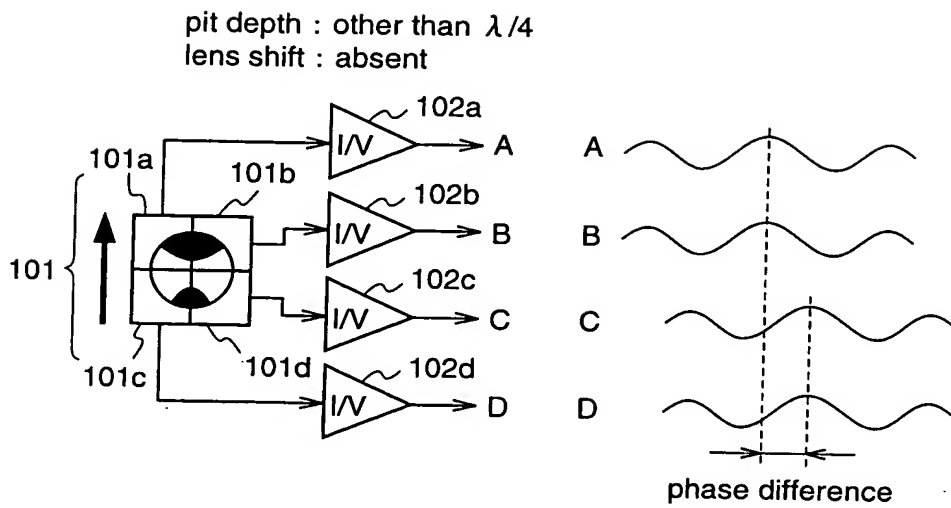 pit depth : other than λ/4
lens shift : absent
102a
I/V
A
A
101a
101b
102b
I/V
B
B
101
102c
I/V
C
C
101c
101d
102d
I/V
D
D
phase difference